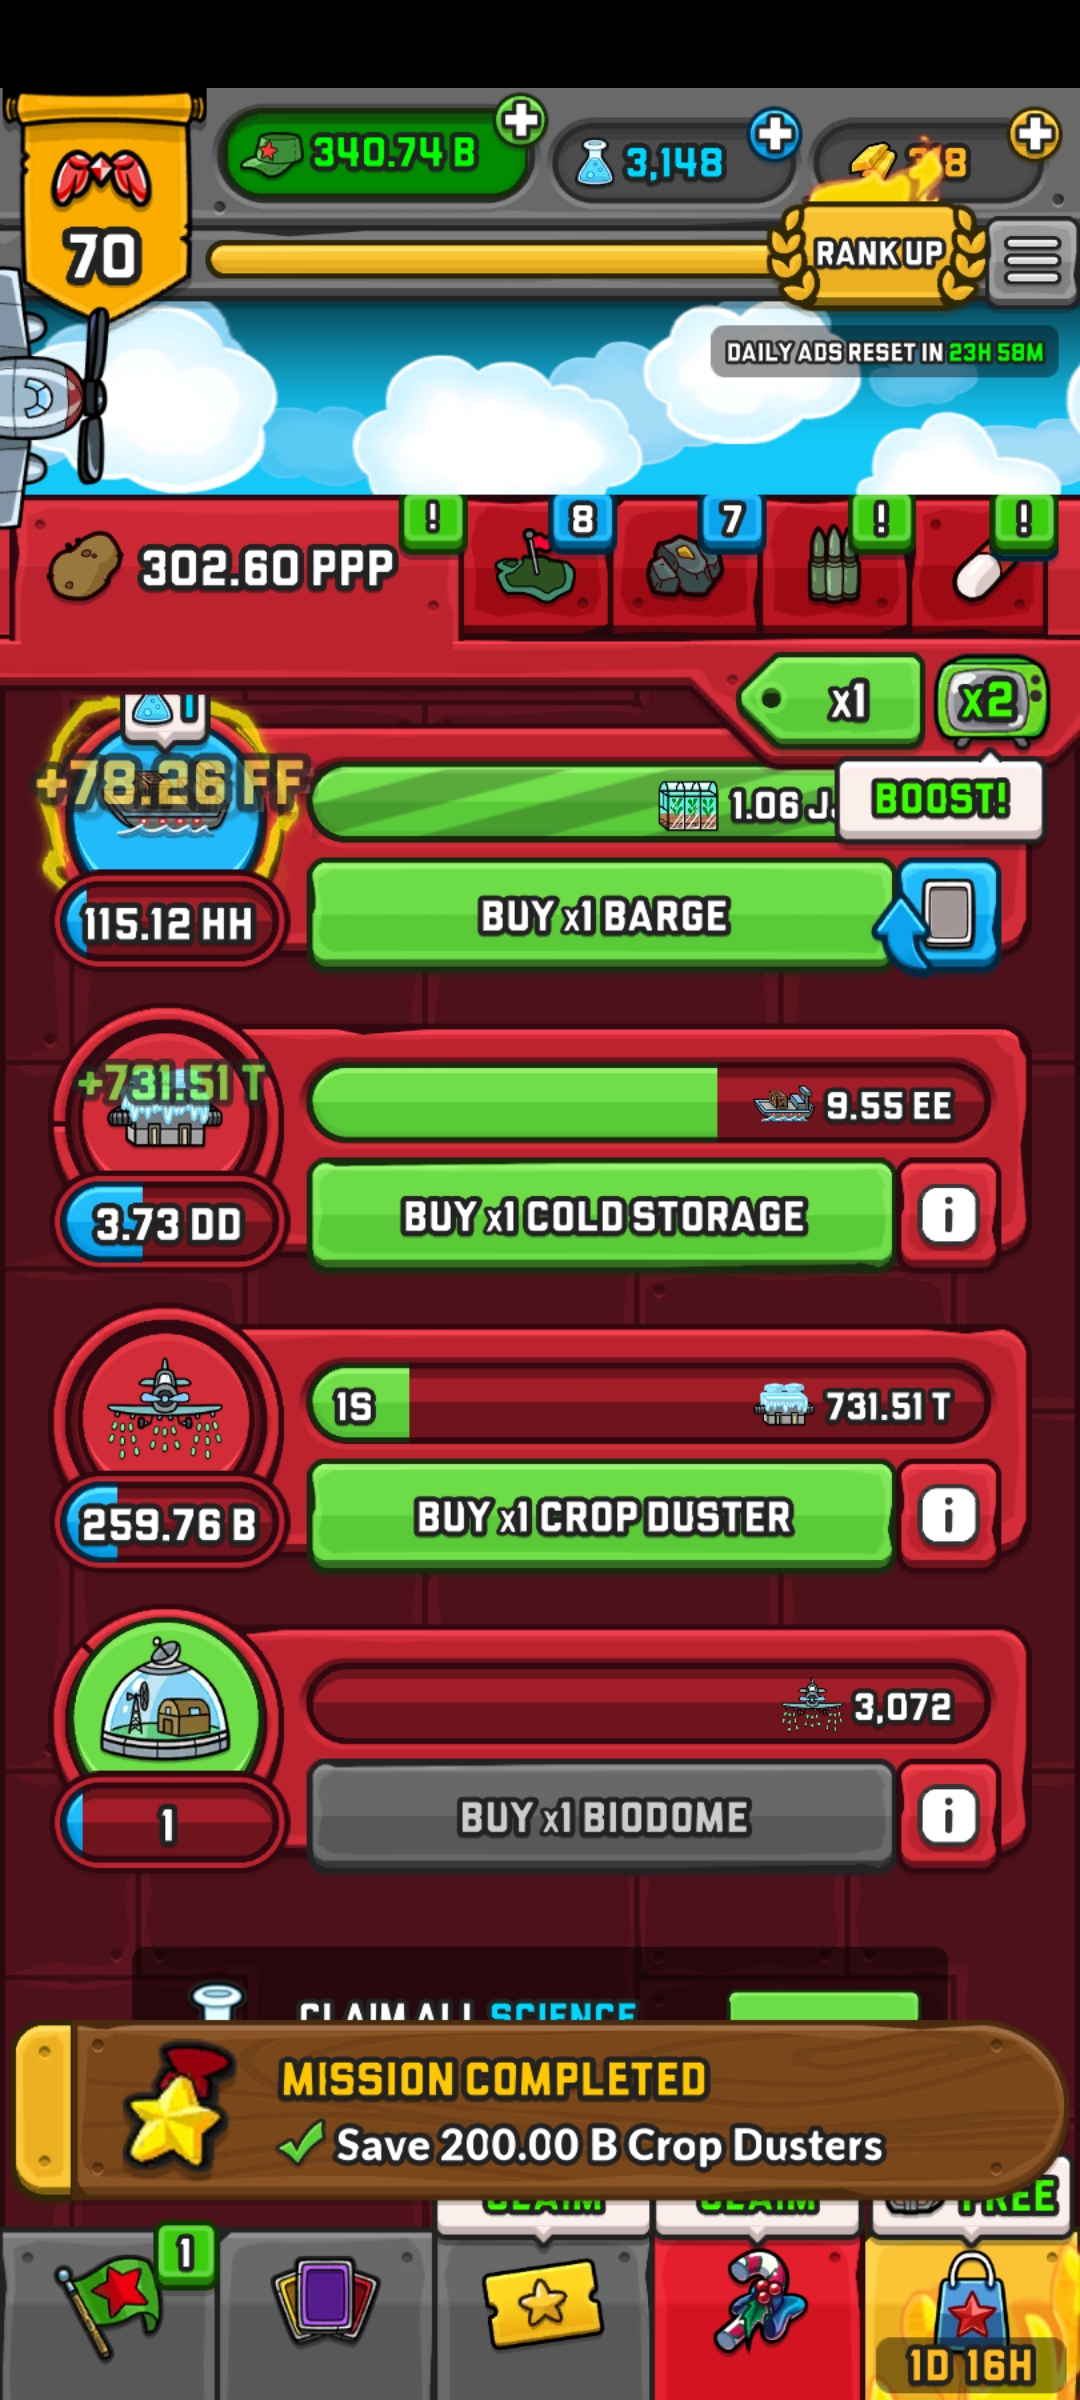 340.74 B
3,148
8
70
RANK UP
DAILY ADS RESET IN 23H 58M
302.60 PPP
!
8
7
!
!
x1
x2
1
+78.26 FF
1.06 J
BOOST!
115.12 HH
BUY x1 BARGE
+731.51 T
9.55 EE
3.73 DD
BUY x1 COLD STORAGE
i
1S
731.51 T
259.76 B
BUY x1 CROP DUSTER
i
3,072
1
BUY x1 BIODOME
i
CLAIM ALL SCIENCE
MISSION COMPLETED
Save 200.00 B Crop Dusters
CLAIM
CLAIM
FREE
1
1D 16H